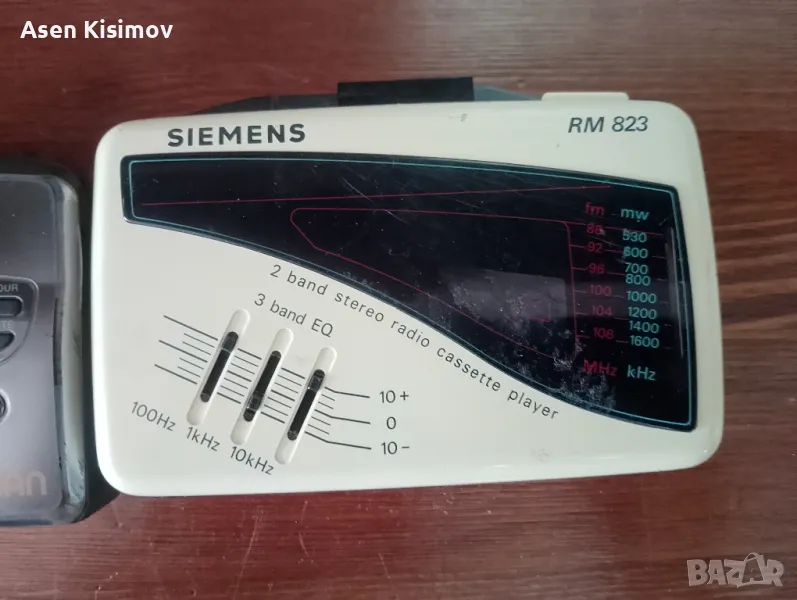 Asen Kisimov
SIEMENS
RM 823
fm mw
88 530
92 600
96 700
800
100 1000
104 1200
1400
108 1600
MHz kHz
2 band stereo radio cassette player
3 band EQ
10+
0
10-
100Hz 1kHz 10kHz
BAZAR